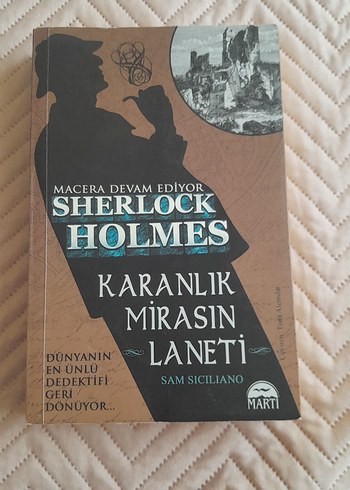 MACERA DEVAM EDİYOR
SHERLOCK
HOLMES
KARANLIK
MİRASIN
LANETİ
SAM SICILIANO
DÜNYANIN
EN ÜNLÜ
DEDEKTİFİ
GERİ
DÖNÜYOR...
MARTI